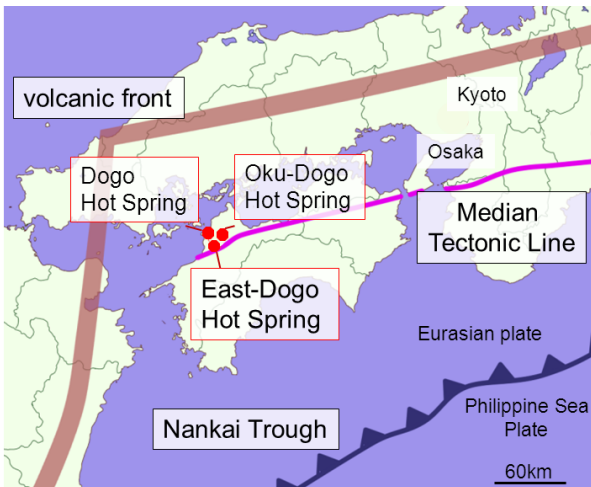 volcanic front
Kyoto
Osaka
Dogo
Hot Spring
Oku-Dogo
Hot Spring
Median
Tectonic Line
East-Dogo
Hot Spring
Eurasian plate
Philippine Sea
Plate
Nankai Trough
60km